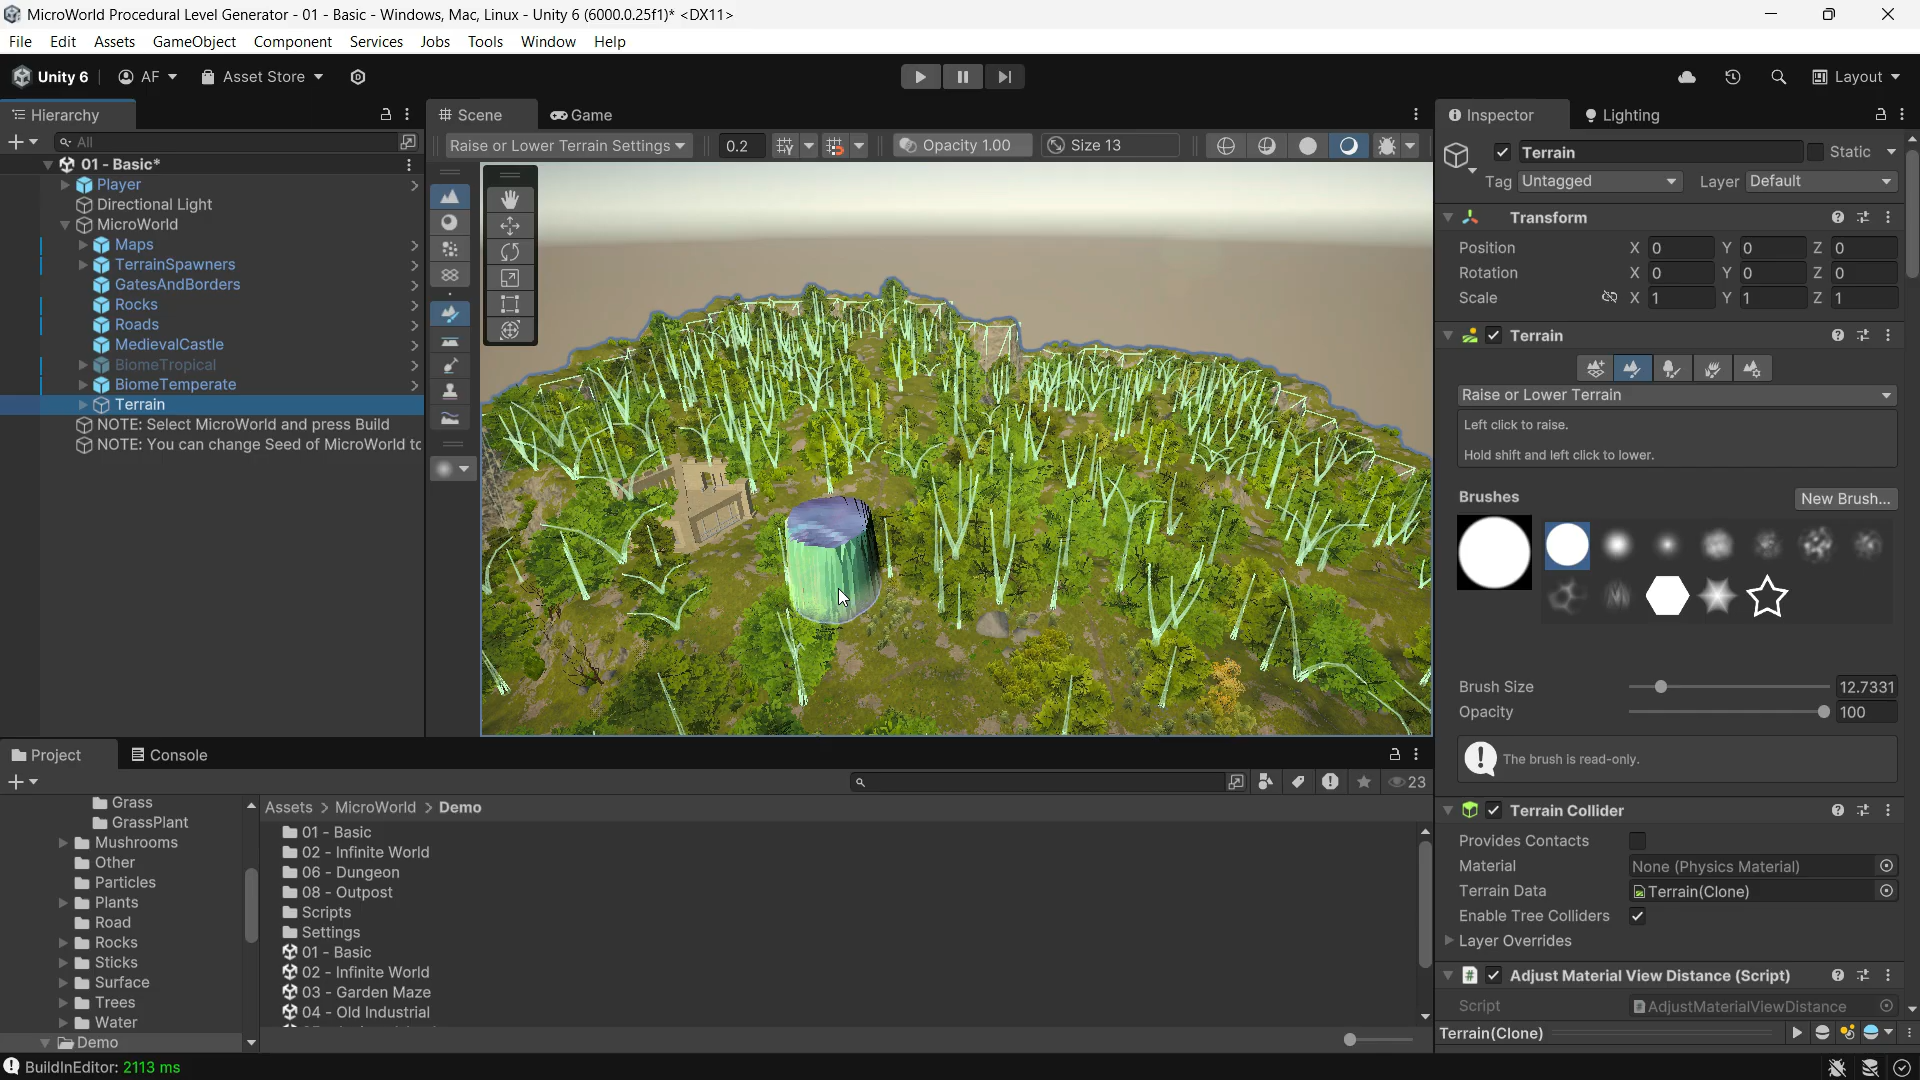 MicroWorld Procedural Level Generator - 01 - Basic - Windows, Mac, Linux - Unity 6 (6000.0.25f1)* <DX11>
File Edit Assets GameObject Component Services Jobs Tools Window Help
Unity 6 AF Asset Store Layout
Hierarchy
All
01 - Basic*
Player
Directional Light
MicroWorld
Maps
TerrainSpawners
GatesAndBorders
Rocks
Roads
MedievalCastle
BiomeTropical
BiomeTemperate
Terrain
NOTE: Select MicroWorld and press Build
NOTE: You can change Seed of MicroWorld to
Scene Game
Raise or Lower Terrain Settings 0.2 Opacity 1.00 Size 13
Inspector Lighting
Terrain Static
Tag Untagged Layer Default
Transform
Position X 0 Y 0 Z 0
Rotation X 0 Y 0 Z 0
Scale X 1 Y 1 Z 1
Terrain
Raise or Lower Terrain
Left click to raise.
Hold shift and left click to lower.
Brushes New Brush...
Brush Size 12.7331
Opacity 100
The brush is read-only.
Terrain Collider
Provides Contacts
Material None (Physics Material)
Terrain Data Terrain(Clone)
Enable Tree Colliders
Layer Overrides
# Adjust Material View Distance (Script)
Script AdjustMaterialViewDistance
Terrain(Clone)
Project Console
23
Grass
GrassPlant
Mushrooms
Other
Particles
Plants
Road
Rocks
Sticks
Surface
Trees
Water
Demo
Assets > MicroWorld > Demo
01 - Basic
02 - Infinite World
06 - Dungeon
08 - Outpost
Scripts
Settings
01 - Basic
02 - Infinite World
03 - Garden Maze
04 - Old Industrial
BuildInEditor: 2113 ms